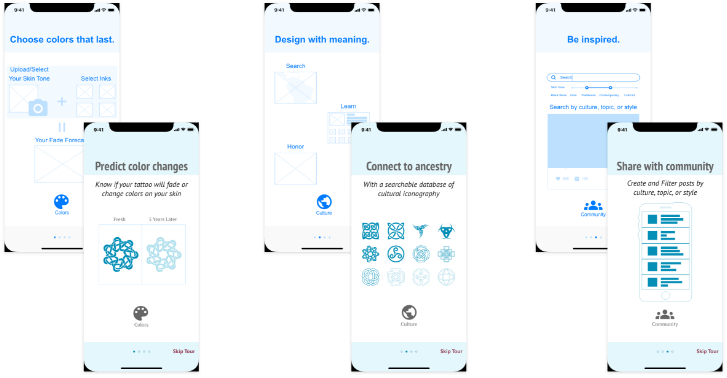 9:41
Choose colors that last.
Upload/Select
Your Skin Tone
Select Inks
+
=
Your Fade Forecast
Colors
9:41
Predict color changes
Know if your tattoo will fade or
change colors on your skin
Fresh
5 Years Later
Colors
Skip Tour
9:41
Design with meaning.
Search
Learn
Honor
Culture
9:41
Connect to ancestry
With a searchable database of
cultural iconography
Culture
Skip Tour
9:41
Be inspired.
Search
Search by culture, topic, or style
Community
9:41
Share with community
Create and Filter posts by
culture, topic, or style
Community
Skip Tour